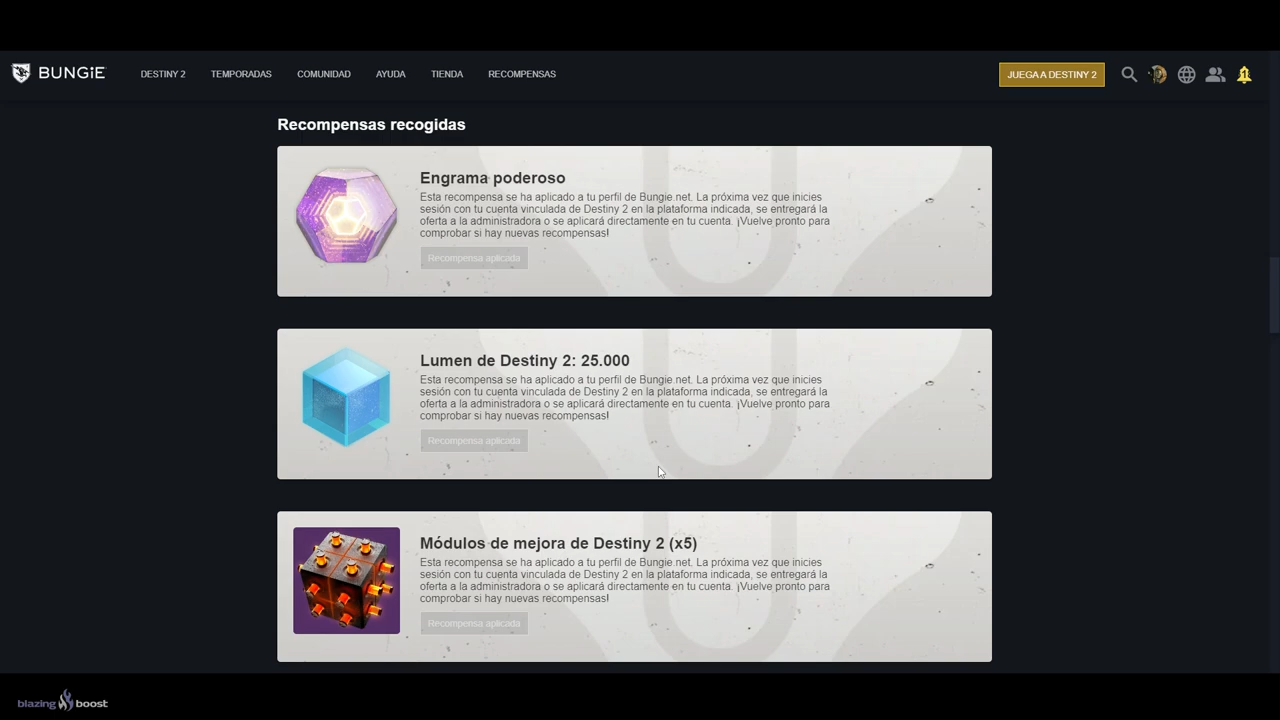 BUNGiE
DESTINY 2
TEMPORADAS
COMUNIDAD
AYUDA
TIENDA
RECOMPENSAS
JUEGA A DESTINY 2
1
Recompensas recogidas
Engrama poderoso
Esta recompensa se ha aplicado a tu perfil de Bungie.net. La próxima vez que inicies
sesión con tu cuenta vinculada de Destiny 2 en la plataforma indicada, se entregará la
oferta a la administradora o se aplicará directamente en tu cuenta. ¡Vuelve pronto para
comprobar si hay nuevas recompensas!
Recompensa aplicada
Lumen de Destiny 2: 25.000
Esta recompensa se ha aplicado a tu perfil de Bungie.net. La próxima vez que inicies
sesión con tu cuenta vinculada de Destiny 2 en la plataforma indicada, se entregará la
oferta a la administradora o se aplicará directamente en tu cuenta. ¡Vuelve pronto para
comprobar si hay nuevas recompensas!
Recompensa aplicada
Módulos de mejora de Destiny 2 (x5)
Esta recompensa se ha aplicado a tu perfil de Bungie.net. La próxima vez que inicies
sesión con tu cuenta vinculada de Destiny 2 en la plataforma indicada, se entregará la
oferta a la administradora o se aplicará directamente en tu cuenta. ¡Vuelve pronto para
comprobar si hay nuevas recompensas!
Recompensa aplicada
blazing boost